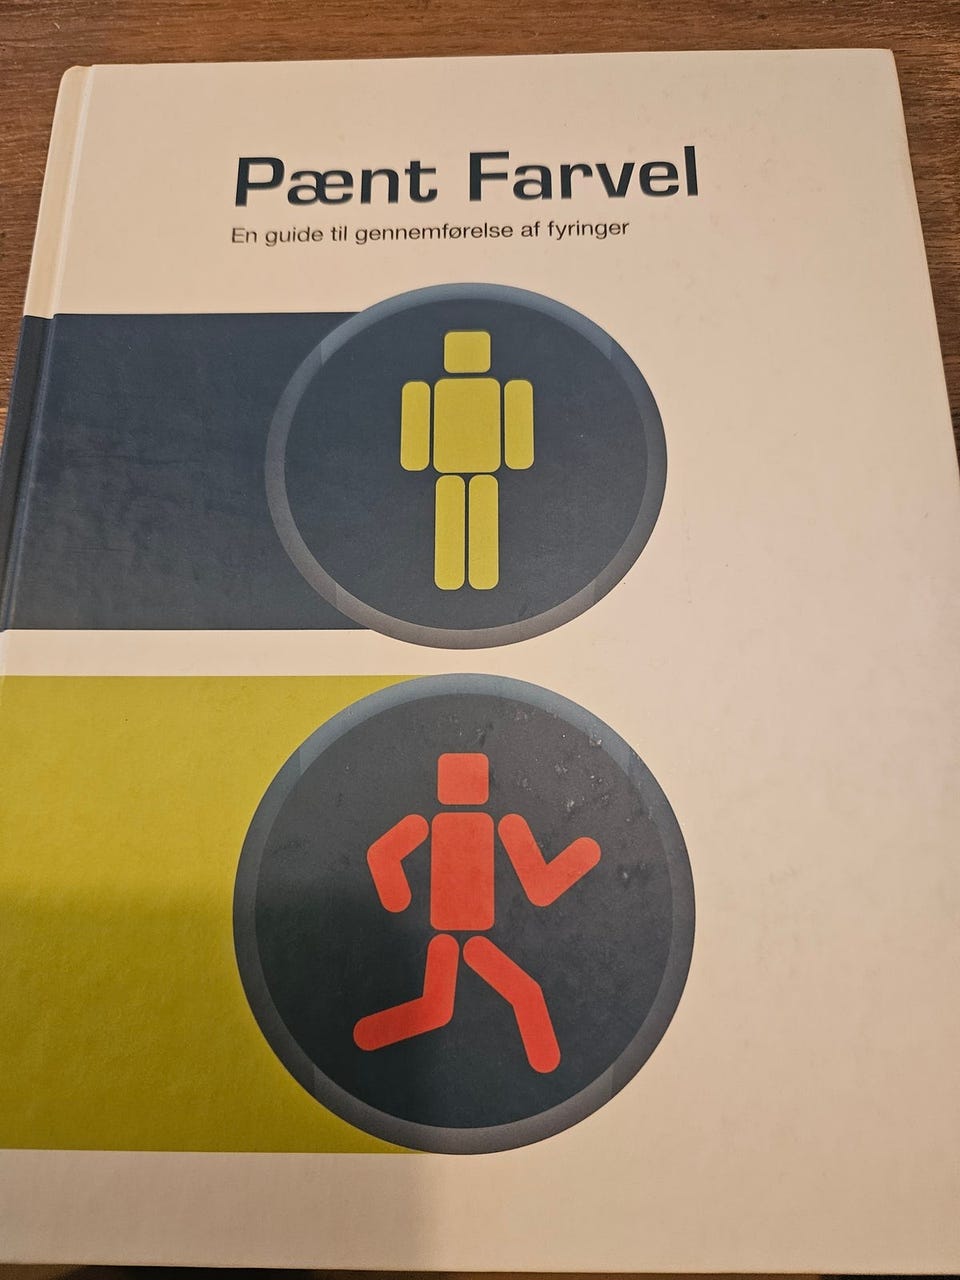 Pænt Farvel
En guide til gennemførelse af fyringer